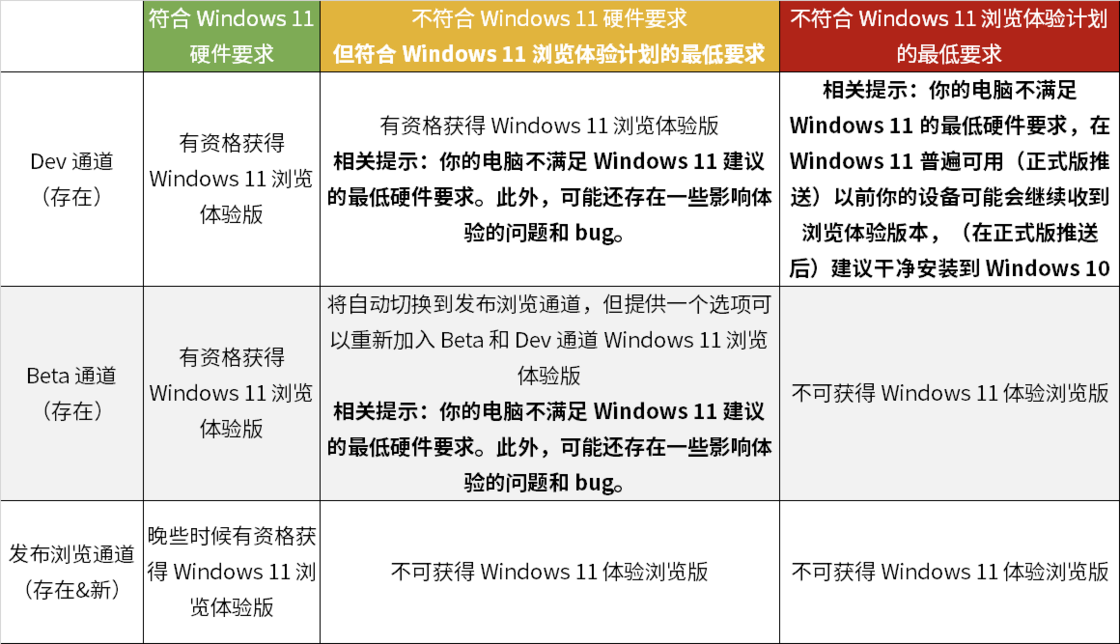 符合 Windows 11
硬件要求
不符合 Windows 11 硬件要求
但符合 Windows 11 浏览体验计划的最低要求
不符合 Windows 11 浏览体验计划
的最低要求
Dev 通道
（存在）
有资格获得
Windows 11 浏览
体验版
有资格获得 Windows 11 浏览体验版
相关提示：你的电脑不满足 Windows 11 建议
的最低硬件要求。此外，可能还存在一些影响体
验的问题和 bug。
相关提示：你的电脑不满足
Windows 11 的最低硬件要求，在
Windows 11 普遍可用（正式版推
送）以前你的设备可能会继续收到
浏览体验版本，（在正式版推送
后）建议干净安装到 Windows 10
Beta 通道
（存在）
有资格获得
Windows 11 浏览
体验版
将自动切换到发布浏览通道，但提供一个选项可
以重新加入 Beta 和 Dev 通道 Windows 11 浏览
体验版
相关提示：你的电脑不满足 Windows 11 建议
的最低硬件要求。此外，可能还存在一些影响体
验的问题和 bug。
不可获得 Windows 11 体验浏览版
发布浏览通道
（存在&新）
晚些时候有资格获
得 Windows 11 浏
览体验版
不可获得 Windows 11 体验浏览版
不可获得 Windows 11 体验浏览版